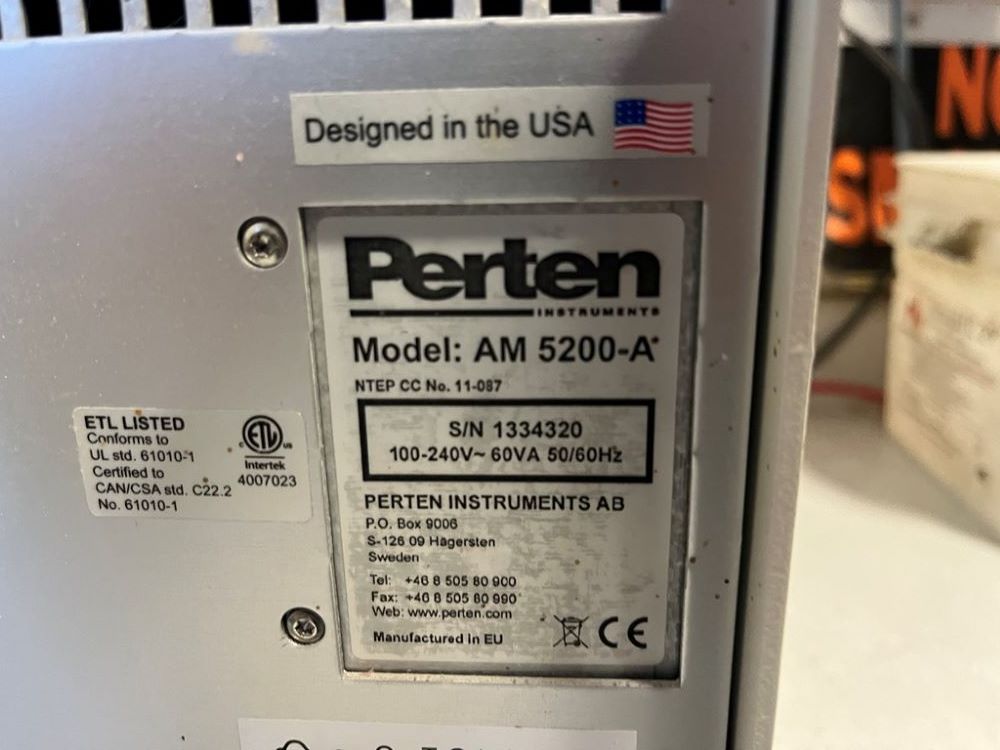 Designed in the USA
Perten
INSTRUMENTS
Model: AM 5200-A
NTEP CC No. 11-087
S/N 1334320
100-240V~ 60VA 50/60Hz
PERTEN INSTRUMENTS AB
P.O. Box 9006
S-126 09 Hagersten
Sweden
Tel: +46 8 505 80 900
Fax: +46 8 505 80 990
Web: www.perten.com
Manufactured in EU
CE
ETL LISTED
Conforms to
UL std. 61010-1
Certified to
CAN/CSA std. C22.2
No. 61010-1
C ETL US
Intertek
4007023
NO
SE